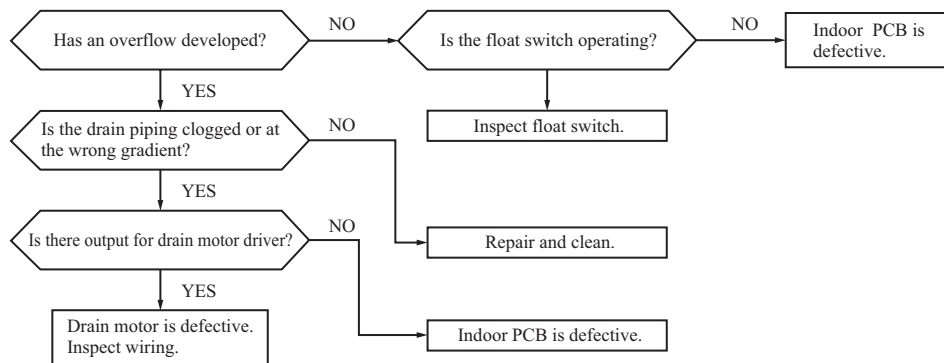 Has an overflow developed?
NO
Is the float switch operating?
NO
Indoor PCB is
defective.
YES
Inspect float switch.
Is the drain piping clogged or at
the wrong gradient?
NO
YES
Repair and clean.
Is there output for drain motor driver?
NO
YES
Drain motor is defective.
Inspect wiring.
Indoor PCB is defective.